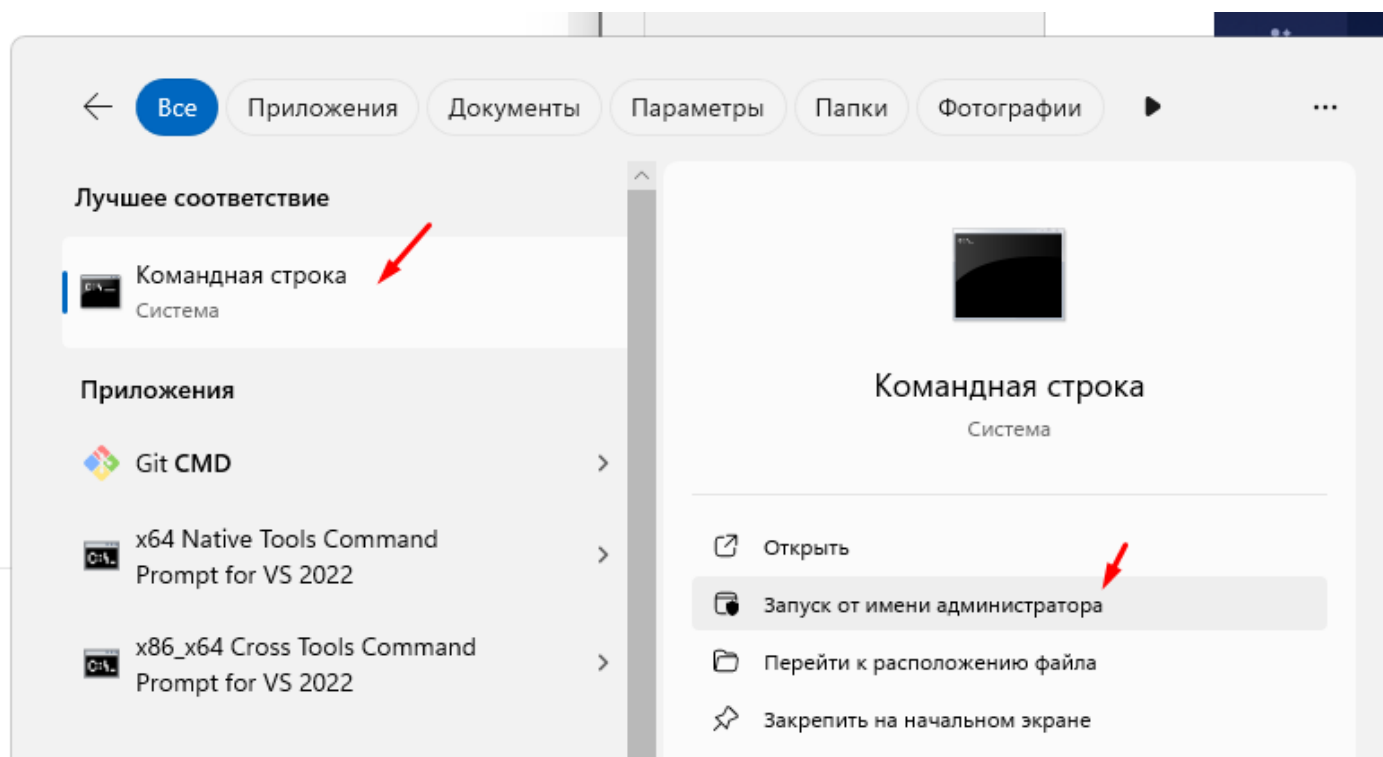 Все
Приложения
Документы
Параметры
Папки
Фотографии
Лучшее соответствие
Командная строка
Система
Приложения
Git CMD
x64 Native Tools Command
Prompt for VS 2022
x86_x64 Cross Tools Command
Prompt for VS 2022
Командная строка
Система
Открыть
Запуск от имени администратора
Перейти к расположению файла
Закрепить на начальном экране